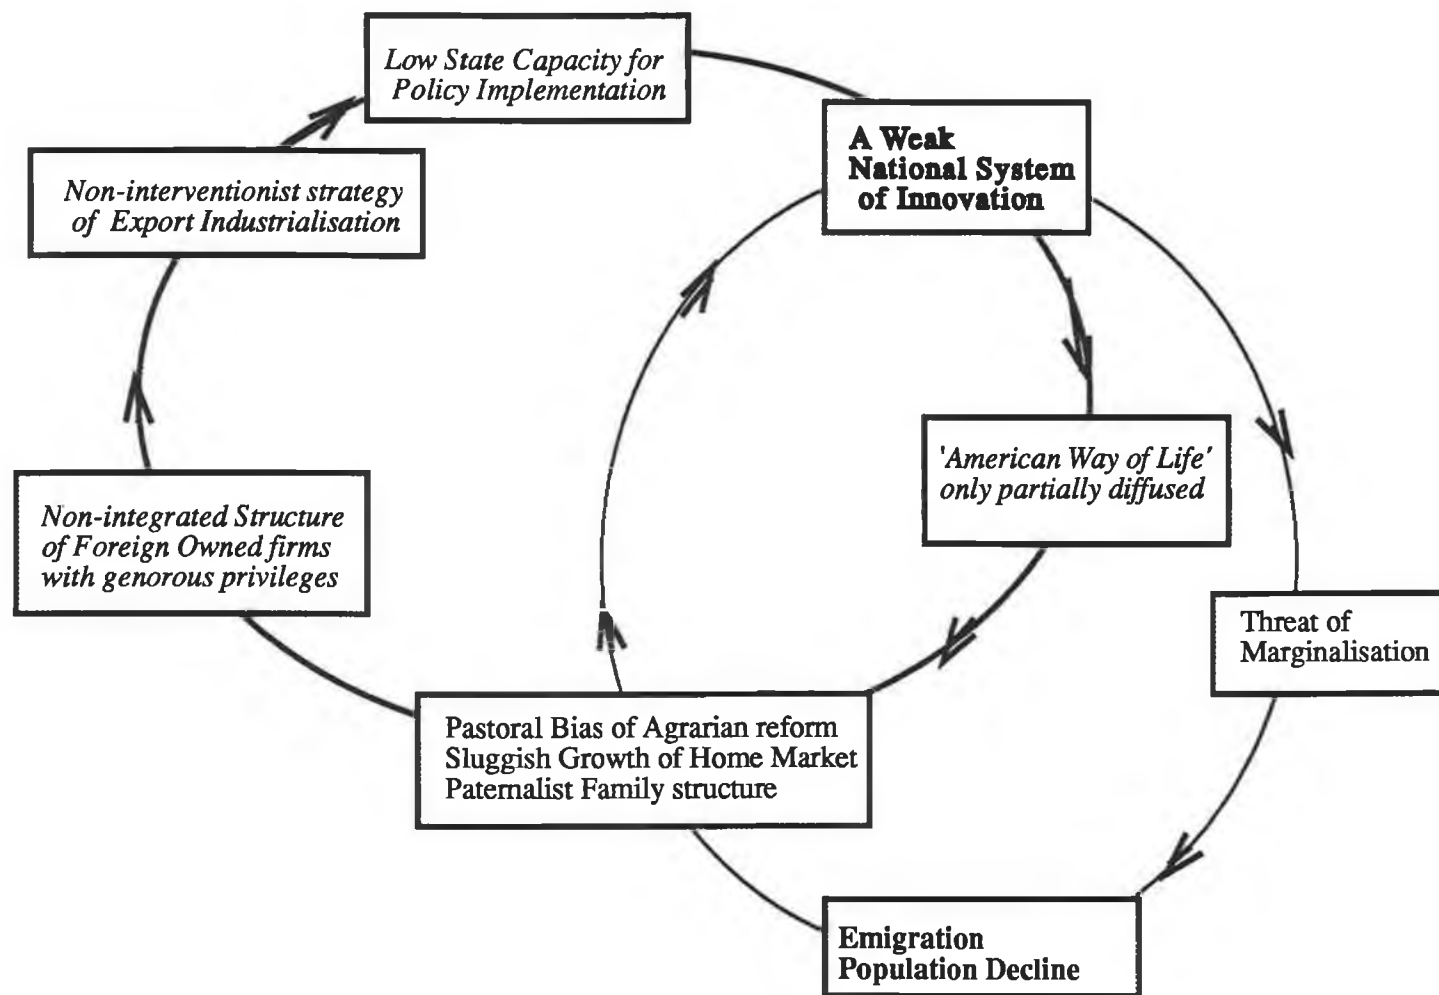 Low State Capacity for
Policy Implementation
A Weak
National System
of Innovation
Non-interventionist strategy
of Export Industrialisation
'American Way of Life'
only partially diffused
Non-integrated Structure
of Foreign Owned firms
with genorous privileges
Threat of
Marginalisation
Pastoral Bias of Agrarian reform
Sluggish Growth of Home Market
Paternalist Family structure
Emigration
Population Decline